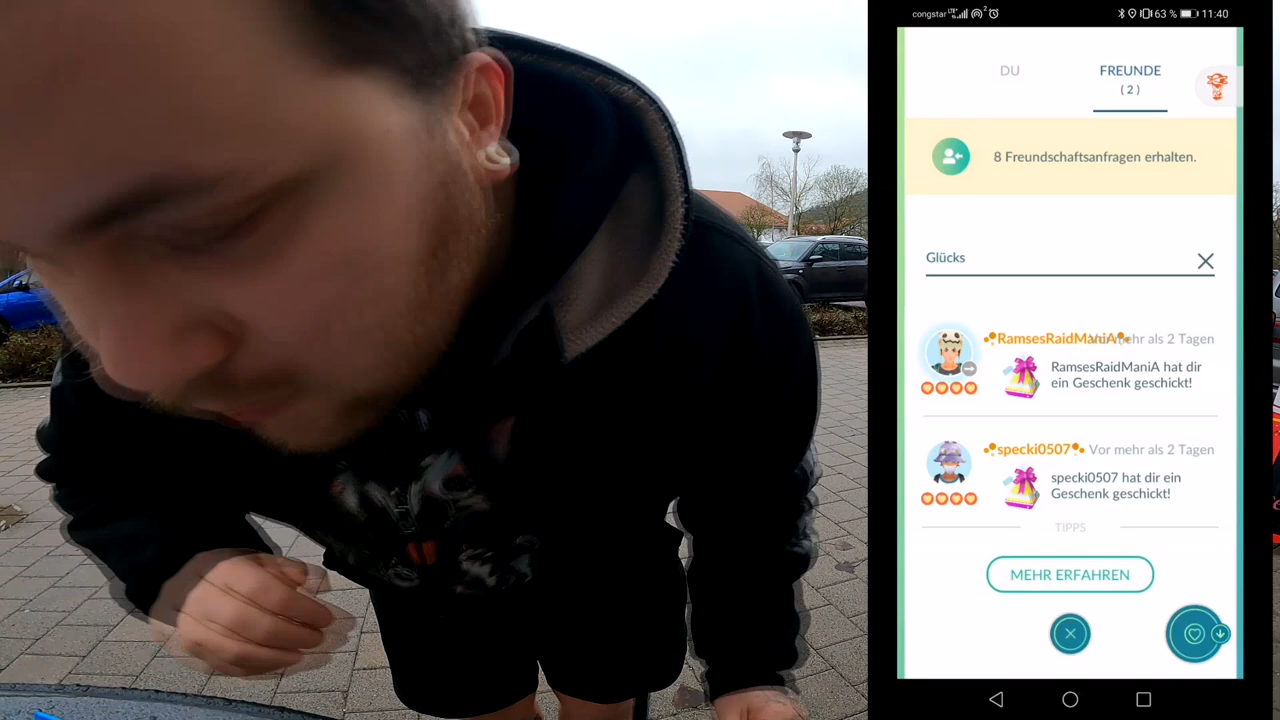 congstar LTE 2 63 % 11:40
DU
FREUNDE
( 2 )
8 Freundschaftsanfragen erhalten.
Glücks
RamsesRaidManiA Vor mehr als 2 Tagen
RamsesRaidManiA hat dir
ein Geschenk geschickt!
specki0507 Vor mehr als 2 Tagen
specki0507 hat dir ein
Geschenk geschickt!
TIPPS
MEHR ERFAHREN